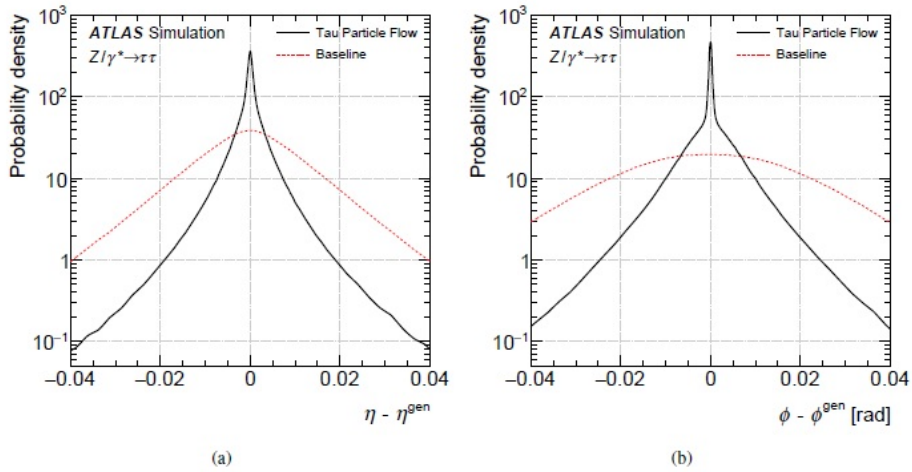 ATLAS Simulation
Z/γ*→ττ
Tau Particle Flow
Baseline
Probability density
10³
10²
10
1
10⁻¹
−0.04 −0.02 0 0.02 0.04
η - η^gen
(a)
ATLAS Simulation
Z/γ*→ττ
Tau Particle Flow
Baseline
Probability density
10³
10²
10
1
10⁻¹
−0.04 −0.02 0 0.02 0.04
ϕ - ϕ^gen [rad]
(b)